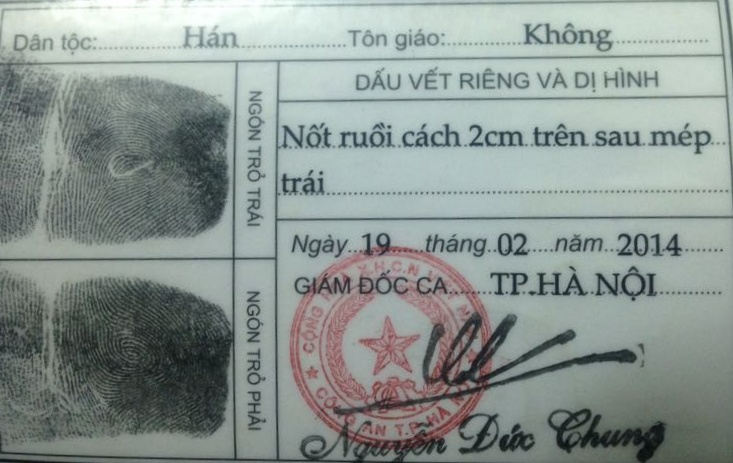 Dân tộc: Hán Tôn giáo: Không
DẤU VẾT RIÊNG VÀ DỊ HÌNH
NGÓN TRỎ TRÁI
Nốt ruồi cách 2cm trên sau mép
trái
Ngày 19 tháng 02 năm 2014
GIÁM ĐỐC CA TP.HÀ NỘI
NGÓN TRỎ PHẢI
CÔNG AN T.P HÀ
Nguyễn Đức Chung